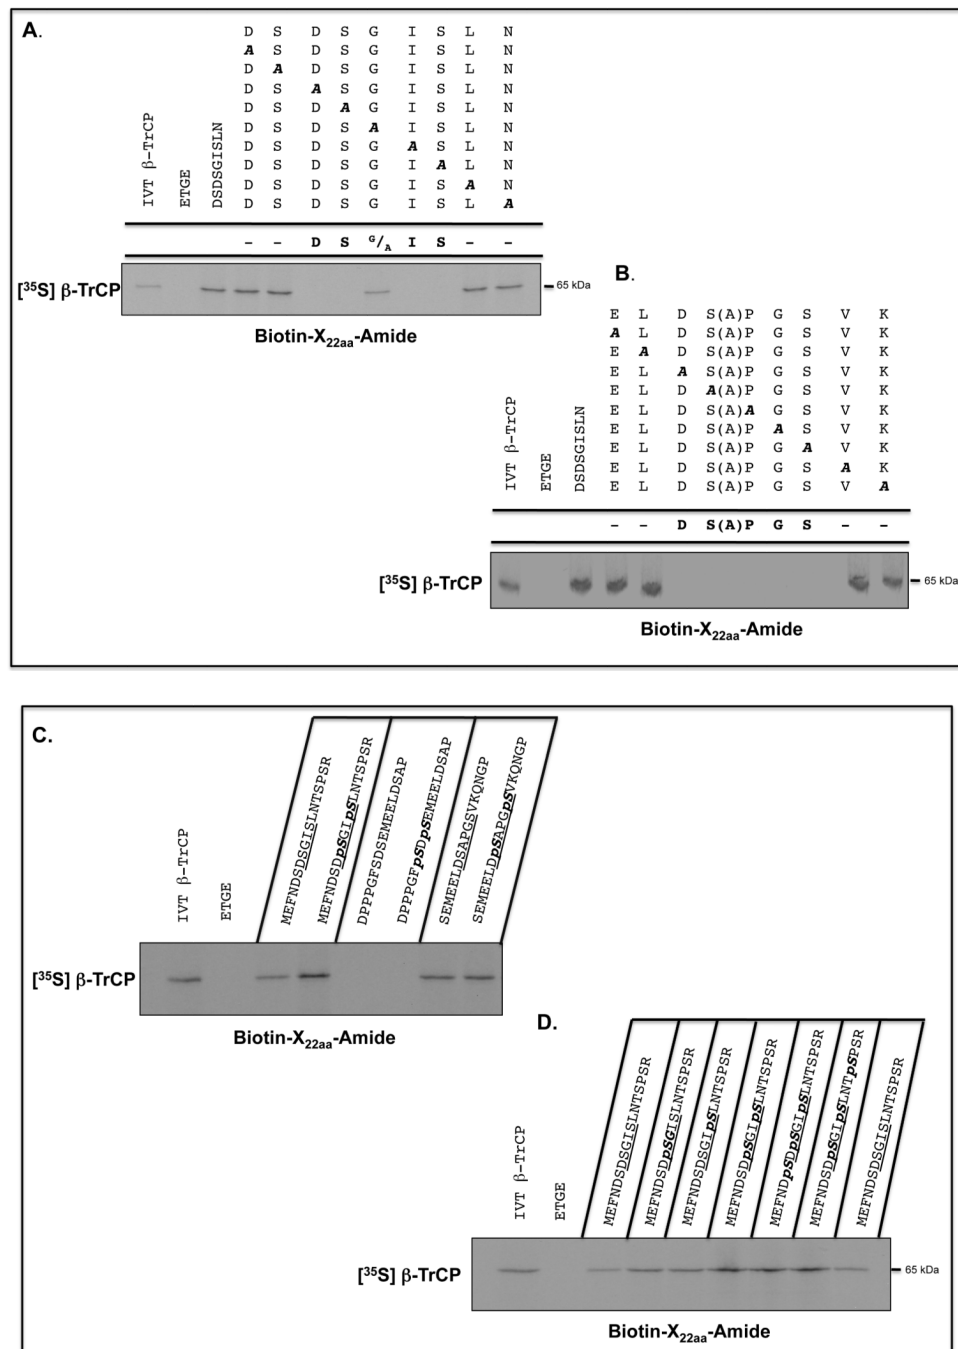 A.
D S D S G I S L N
A S D S G I S L N
D A D S G I S L N
D S A S G I S L N
D S D A G I S L N
D S D S A I S L N
D S D S G A S L N
D S D S G I A L N
D S D S G I S A N
D S D S G I S L A
IVT β-TrCP
ETGE
DSDSGISLN
– – D S G/A I S – –
[35S] β-TrCP
65 kDa
Biotin-X22aa-Amide
B.
E L D S(A)P G S V K
A L D S(A)P G S V K
E A D S(A)P G S V K
E L A S(A)P G S V K
E L D A(A)P G S V K
E L D S(A)A G S V K
E L D S(A)P A S V K
E L D S(A)P G A V K
E L D S(A)P G S A K
E L D S(A)P G S V A
IVT β-TrCP
ETGE
DSDSGISLN
– – D S(A)P G S – –
[35S] β-TrCP
65 kDa
Biotin-X22aa-Amide
C.
IVT β-TrCP
ETGE
MEFNDSDSGISLNTSPSR
MEFNDSDpSGIpSLNTSPSR
DPPPGFSDSEMEELDSAP
DPPPGFpSDpSEMEELDSAP
SEMEELDSAPGSVKQNGP
SEMEELDpSAPGpSVKQNGP
[35S] β-TrCP
Biotin-X22aa-Amide
D.
IVT β-TrCP
ETGE
MEFNDSDSGISLNTSPSR
MEFNDSDpSGISLNTSPSR
MEFNDSDSGIpSLNTSPSR
MEFNDSDpSGIpSLNTSPSR
MEFNDpSDpSGIpSLNTSPSR
MEFNDSDpSGIpSLNTpSPSR
MEFNDSDSGISLNTSPSR
[35S] β-TrCP
65 kDa
Biotin-X22aa-Amide